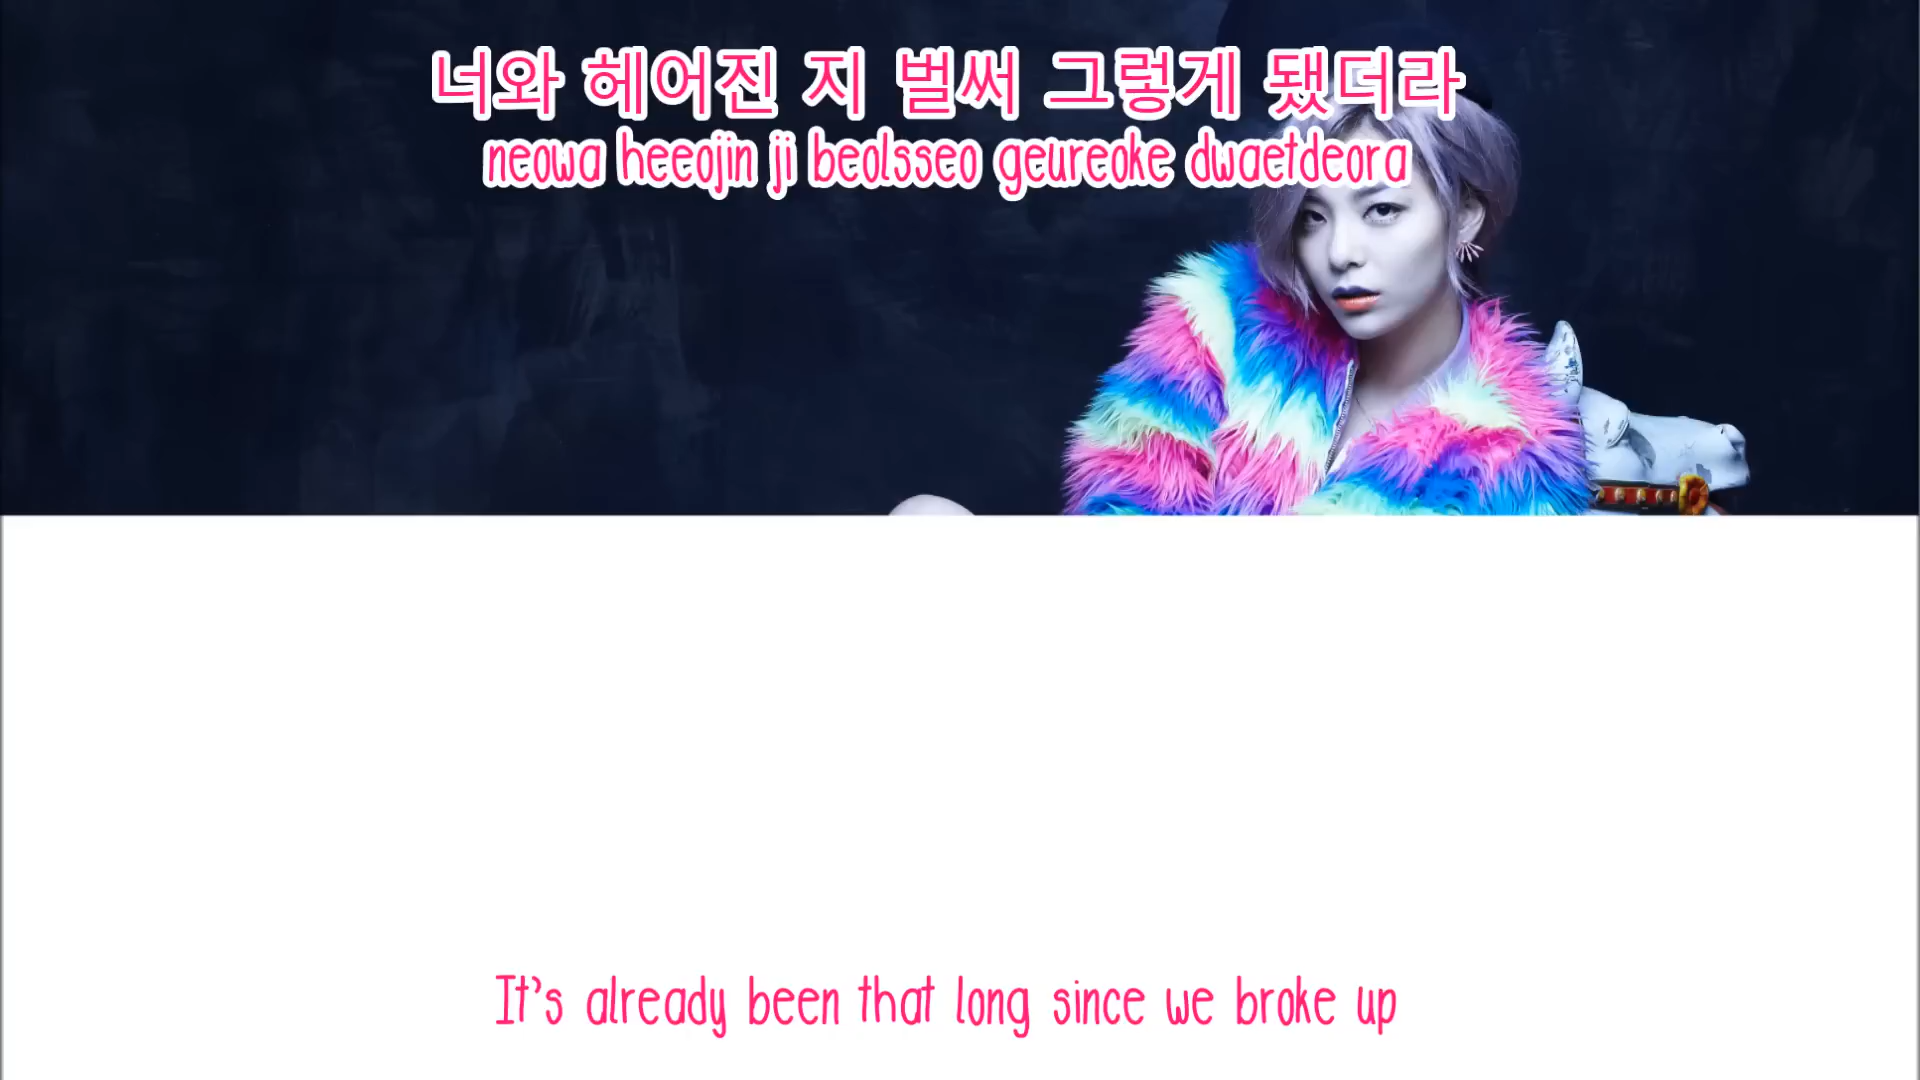 너와 헤어진 지 벌써 그렇게 됐더라
neowa heeojin ji beolsseo geureoke dwaetdeora
It's already been that long since we broke up